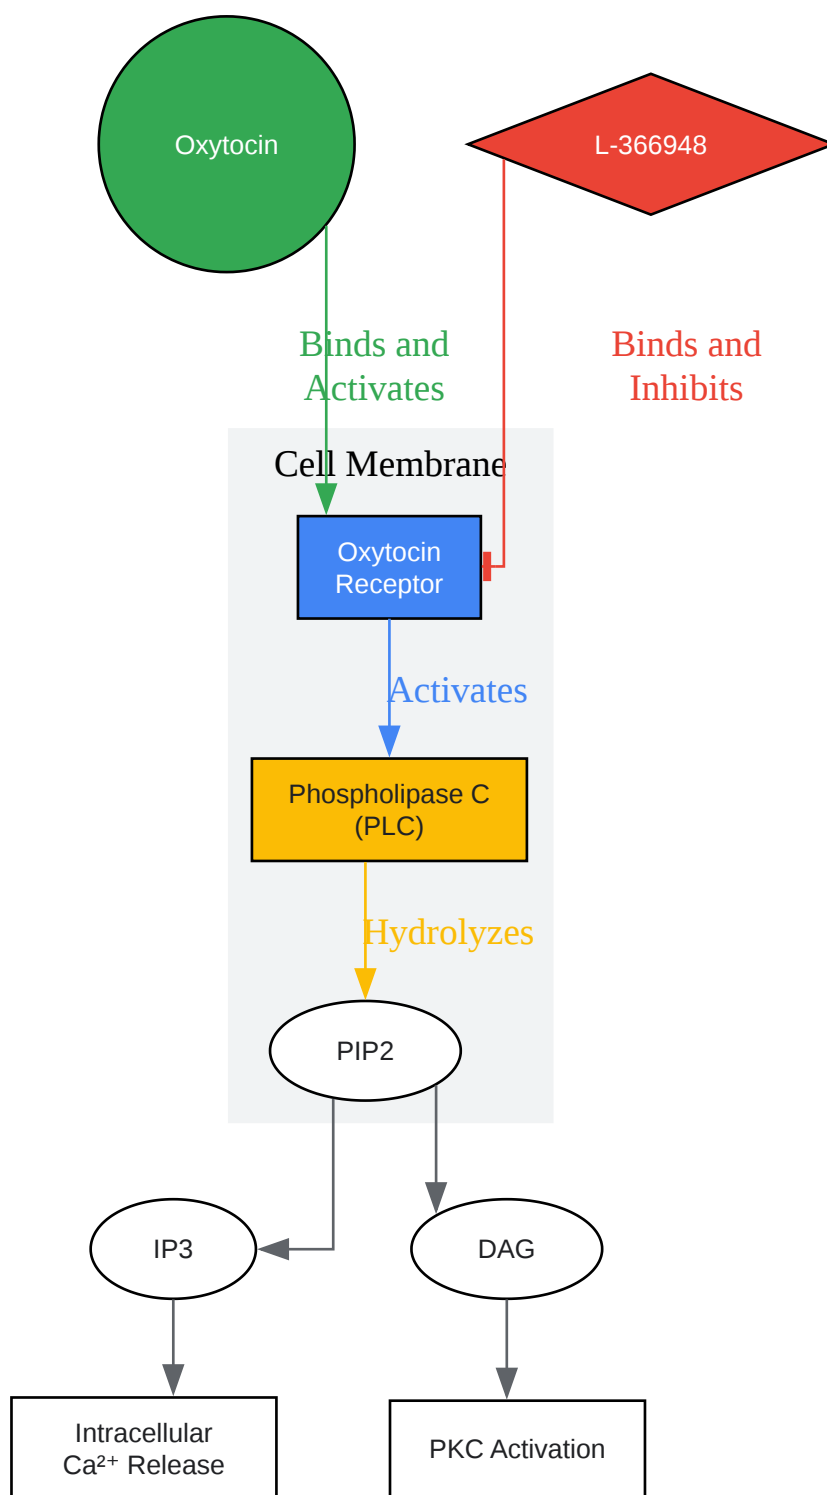 Oxytocin
L-366948
Binds and
Activates
Binds and
Inhibits
Cell Membrane
Oxytocin
Receptor
Activates
Phospholipase C
(PLC)
Hydrolyzes
PIP2
IP3
DAG
Intracellular
Ca²⁺ Release
PKC Activation